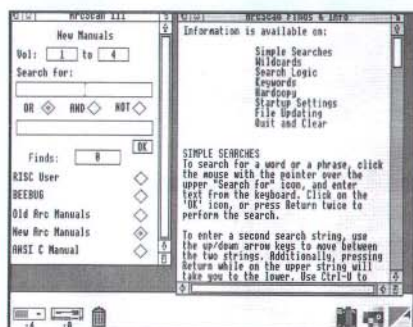 ArcScan III
New Manuals
Vol: 1 to 4
Search for:
OR AND NOT
OK
Finds: 0
RISC User
BEEBUG
Old Arc Manuals
New Arc Manuals
ANSI C Manual
ArcScan Finds & Info
Information is available on:
Simple Searches
Wildcards
Search Logic
Keywords
Hardcopy
Startup Settings
File Updating
Quit and Clear
SIMPLE SEARCHES
To search for a word or a phrase, click
the mouse with the pointer over the
upper "Search for" icon, and enter
text from the keyboard. Click on the
'OK' icon, or press Return twice to
perform the search.
To enter a second search string, use
the up/down arrow keys to move between
the two strings. Additionally, pressing
Return while on the upper string will
take you to the lower. Use Ctrl-U to
:4 :0